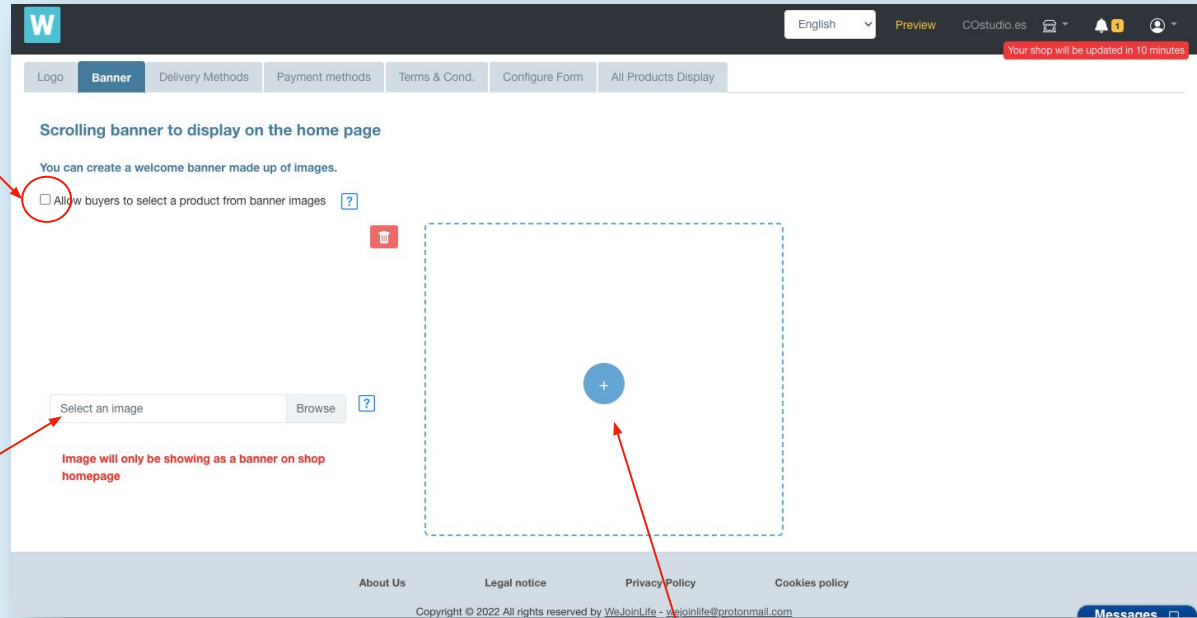 W
English
Preview
COstudio.es
1
Your shop will be updated in 10 minutes
Logo
Banner
Delivery Methods
Payment methods
Terms & Cond.
Configure Form
All Products Display
Scrolling banner to display on the home page
You can create a welcome banner made up of images.
Allow buyers to select a product from banner images
?
+
Select an image
Browse
?
Image will only be showing as a banner on shop
homepage
About Us
Legal notice
Privacy Policy
Cookies policy
Copyright © 2022 All rights reserved by WeJoinLife - wejoinlife@protonmail.com
Messages